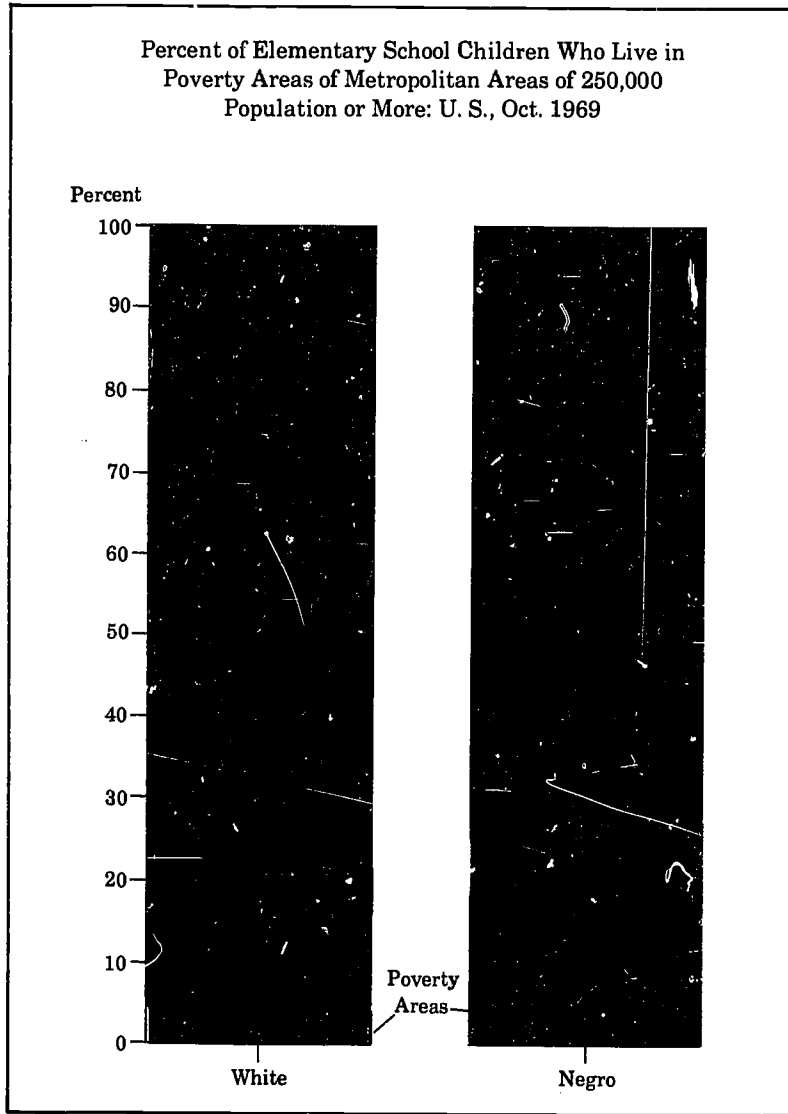 Percent of Elementary School Children Who Live in
Poverty Areas of Metropolitan Areas of 250,000
Population or More: U. S., Oct. 1969
Percent
100
90
80
70
60
50
40
30
20
10
0
Poverty
Areas
White
Negro